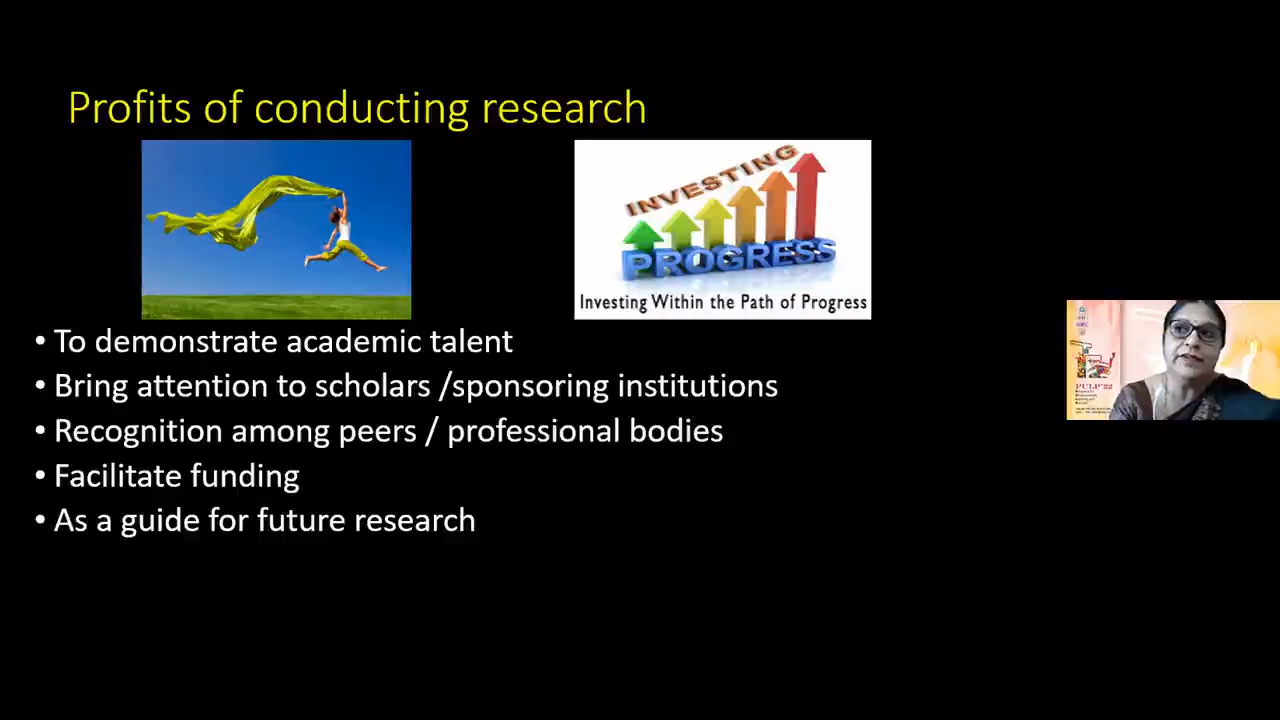 Profits of conducting research
INVESTING
PROGRESS
Investing Within the Path of Progress
• To demonstrate academic talent
• Bring attention to scholars /sponsoring institutions
• Recognition among peers / professional bodies
• Facilitate funding
• As a guide for future research
PULP